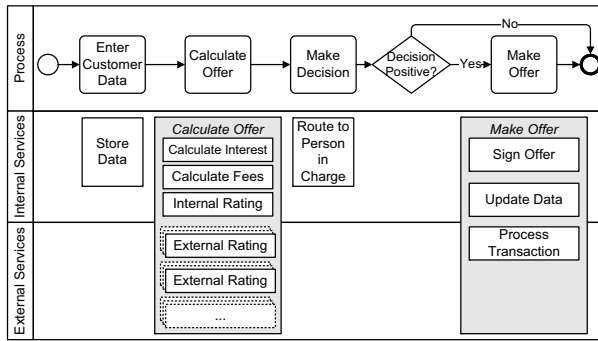 Process
Enter
Customer
Data
Calculate
Offer
Make
Decision
Decision
Positive?
No
Yes
Make
Offer
Internal Services
Store
Data
Calculate Offer
Calculate Interest
Calculate Fees
Internal Rating
Route to
Person
in
Charge
Make Offer
Sign Offer
Update Data
Process
Transaction
External Services
External Rating
External Rating
...